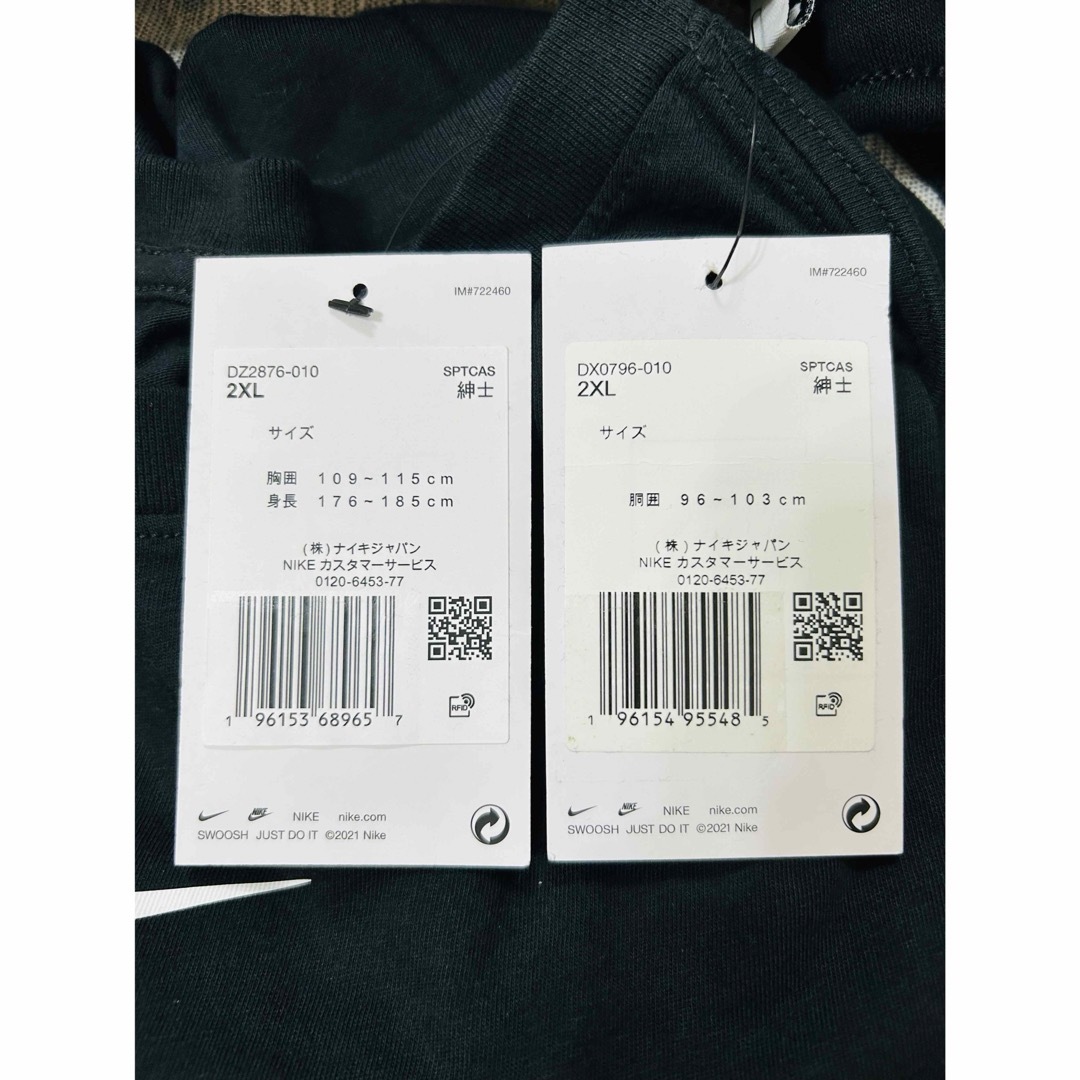 IM#722460
DZ2876-010 SPTCAS
2XL 紳士
サイズ
胸囲 109~115cm
身長 176~185cm
(株)ナイキジャパン
NIKE カスタマーサービス
0120-6453-77
RFID
1 96153 68965 7
NIKE nike.com
SWOOSH JUST DO IT ©2021 Nike
IM#722460
DX0796-010 SPTCAS
2XL 紳士
サイズ
胴囲 96~103cm
(株)ナイキジャパン
NIKE カスタマーサービス
0120-6453-77
RFID
1 96154 95548 5
NIKE NIKE nike.com
SWOOSH JUST DO IT ©2021 Nike